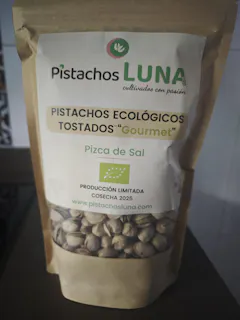 Pistachos LUNA
cultivados con pasión
PISTACHOS ECOLÓGICOS
TOSTADOS "Gourmet"
Pizca de Sal
PRODUCCIÓN LIMITADA
COSECHA 2025
www.pistachosluna.com